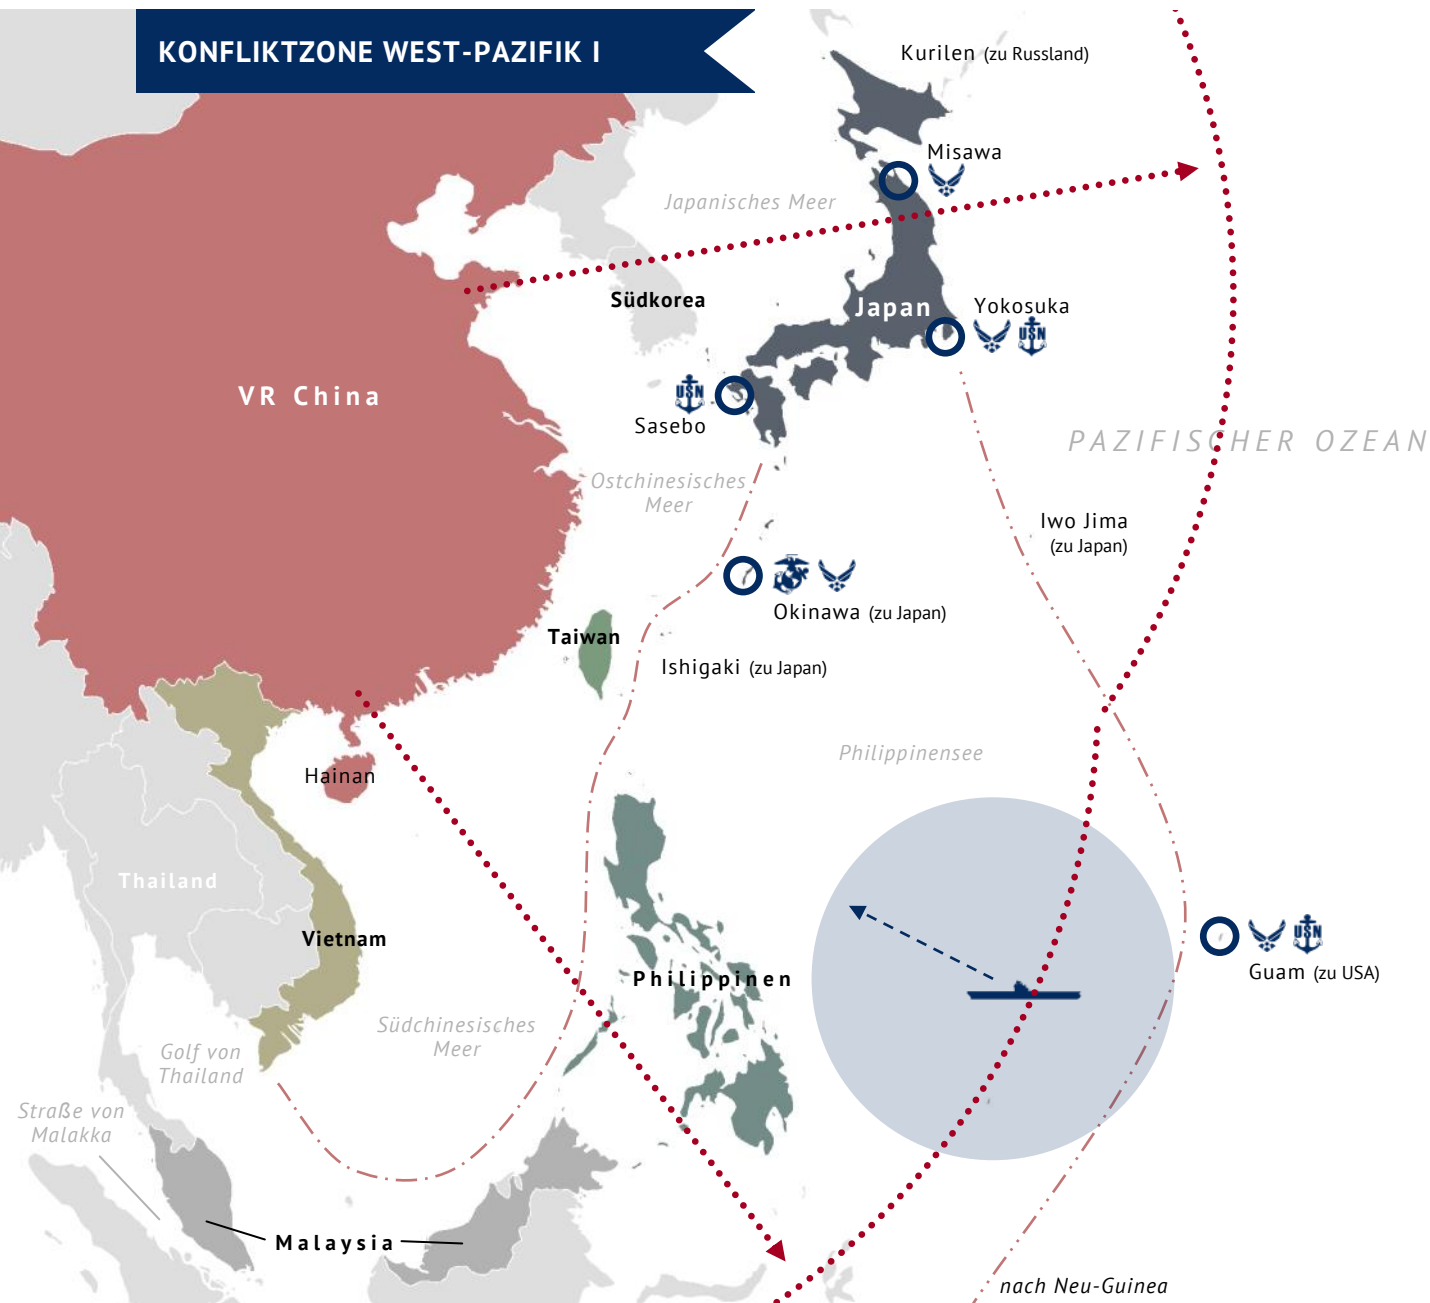 KONFLIKTZONE WEST-PAZIFIK I
Kurilen (zu Russland)
Misawa
Japanisches Meer
Südkorea
Japan
Yokosuka
USN
VR China
USN
Sasebo
PAZIFISCHER OZEAN
Ostchinesisches
Meer
Iwo Jima
(zu Japan)
Okinawa (zu Japan)
Taiwan
Ishigaki (zu Japan)
Philippinensee
Hainan
Thailand
Vietnam
USN
Guam (zu USA)
Philippinen
Südchinesisches
Meer
Golf von
Thailand
Straße von
Malakka
Malaysia
nach Neu-Guinea